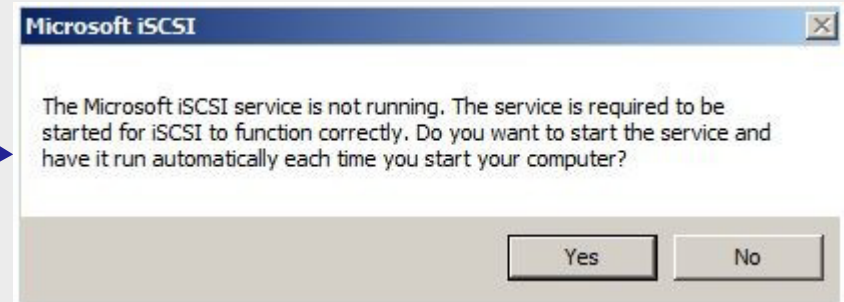 Microsoft iSCSI
The Microsoft iSCSI service is not running. The service is required to be
started for iSCSI to function correctly. Do you want to start the service and
have it run automatically each time you start your computer?
Yes
No